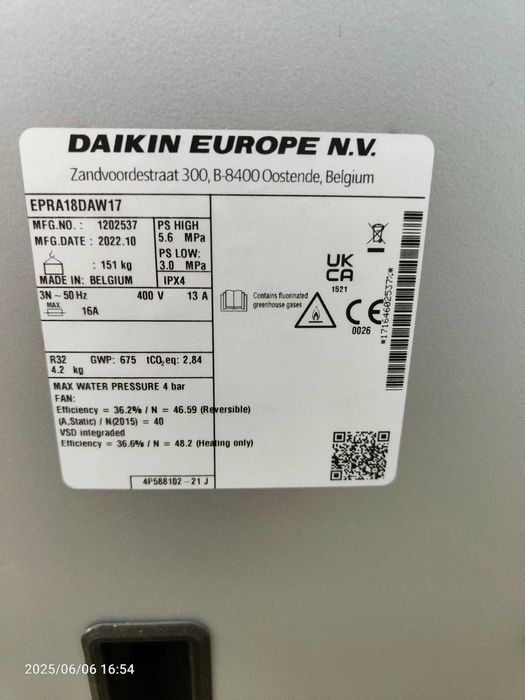 DAIKIN EUROPE N.V.
Zandvoordestraat 300, B-8400 Oostende, Belgium
EPRA18DAW17
MFG.NO. : 1202537
MFG.DATE : 2022.10
: 151 kg
MADE IN: BELGIUM
PS HIGH
5.6 MPa
PS LOW:
3.0 MPa
IPX4
3N ~ 50 Hz 400 V 13 A
MAX 16A
R32 GWP: 675 tCO2eq: 2,84
4.2 kg
MAX WATER PRESSURE 4 bar
FAN:
Efficiency = 36.2% / N = 46.59 (Reversible)
(A.Static) / N(2015) = 40
VSD integrated
Efficiency = 36.6% / N = 48.2 (Heating only)
4P588102-21 J
Contains fluorinated
greenhouse gases
UK
CA
1521
CE
0026
*17164602537:*
2025/06/06 16:54